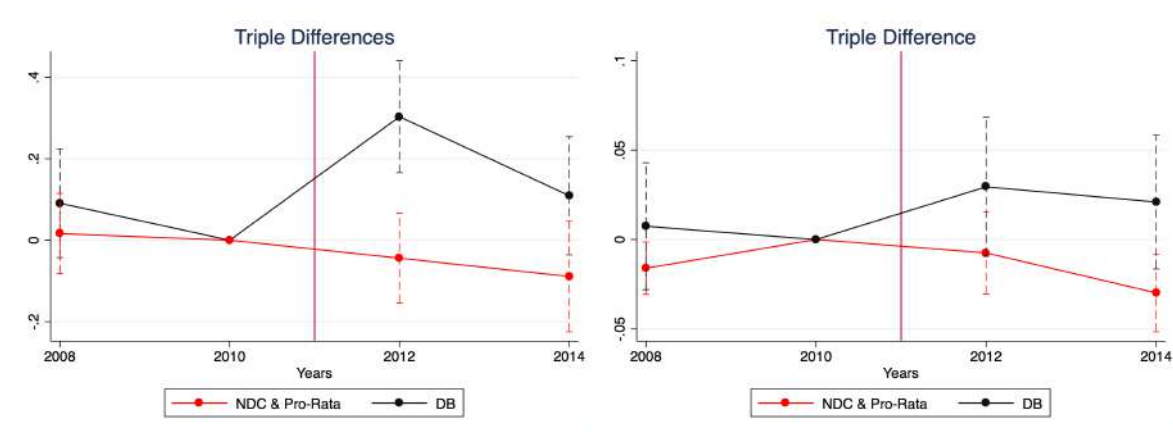 Triple Differences
.4
.2
0
-.2
2008 2010 2012 2014
Years
NDC & Pro-Rata DB
Triple Difference
.1
.05
0
-.05
2008 2010 2012 2014
Years
NDC & Pro-Rata DB